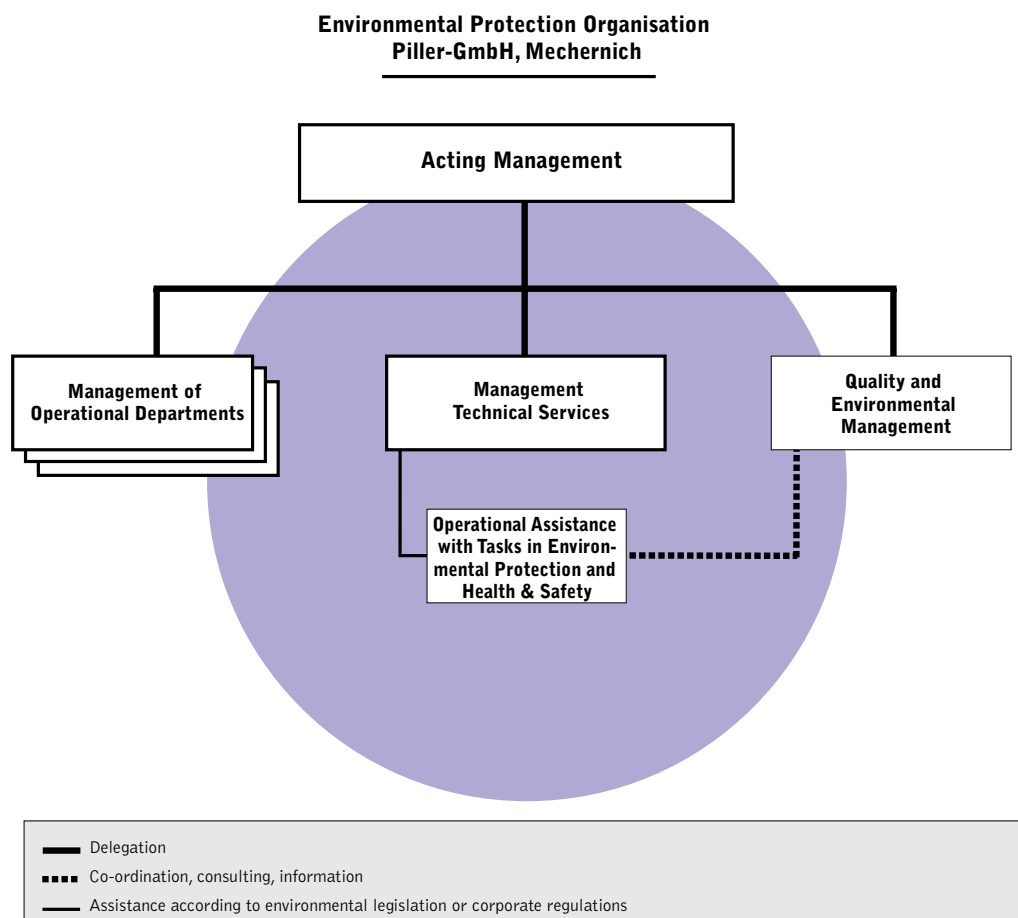 Environmental Protection Organisation
Piller-GmbH, Mechernich
Acting Management
Management of
Operational Departments
Management
Technical Services
Quality and
Environmental
Management
Operational Assistance
with Tasks in Environ-
mental Protection and
Health & Safety
Delegation
Co-ordination, consulting, information
Assistance according to environmental legislation or corporate regulations